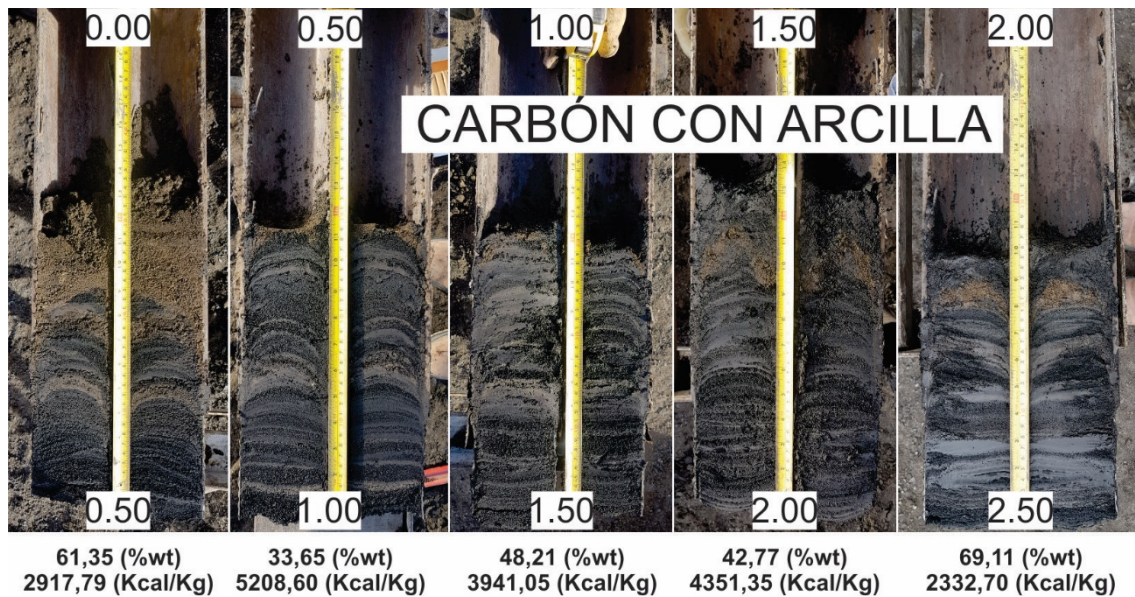 0.00
0.50
1.00
1.50
2.00
CARBÓN CON ARCILLA
0.50
1.00
1.50
2.00
2.50
61,35 (%wt)
2917,79 (Kcal/Kg)
33,65 (%wt)
5208,60 (Kcal/Kg)
48,21 (%wt)
3941,05 (Kcal/Kg)
42,77 (%wt)
4351,35 (Kcal/Kg)
69,11 (%wt)
2332,70 (Kcal/Kg)